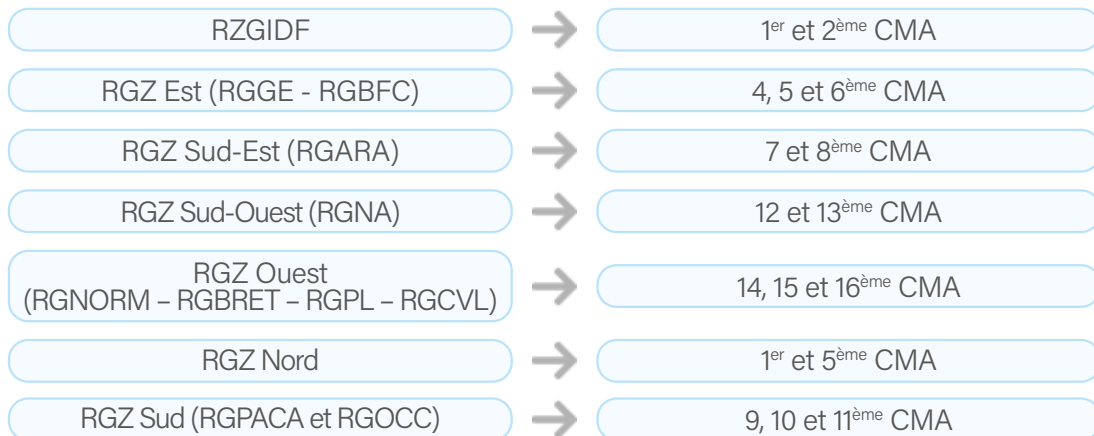 RZGIDF
1er et 2ème CMA
RGZ Est (RGGE - RGBFC)
4, 5 et 6ème CMA
RGZ Sud-Est (RGARA)
7 et 8ème CMA
RGZ Sud-Ouest (RGNA)
12 et 13ème CMA
RGZ Ouest
(RGNORM – RGBRET – RGPL – RGCVL)
14, 15 et 16ème CMA
RGZ Nord
1er et 5ème CMA
RGZ Sud (RGPACA et RGOCC)
9, 10 et 11ème CMA